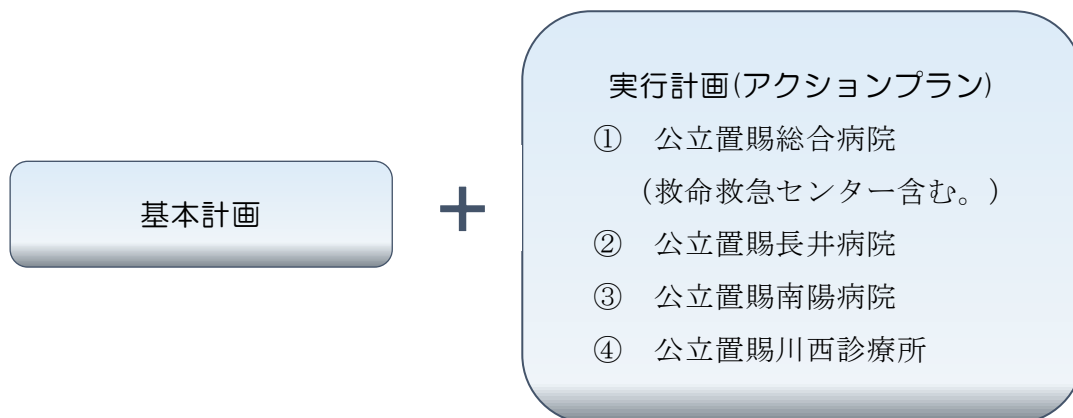 基本計画
+
実行計画(アクションプラン)
① 公立置賜総合病院
(救命救急センター含む。)
② 公立置賜長井病院
③ 公立置賜南陽病院
④ 公立置賜川西診療所